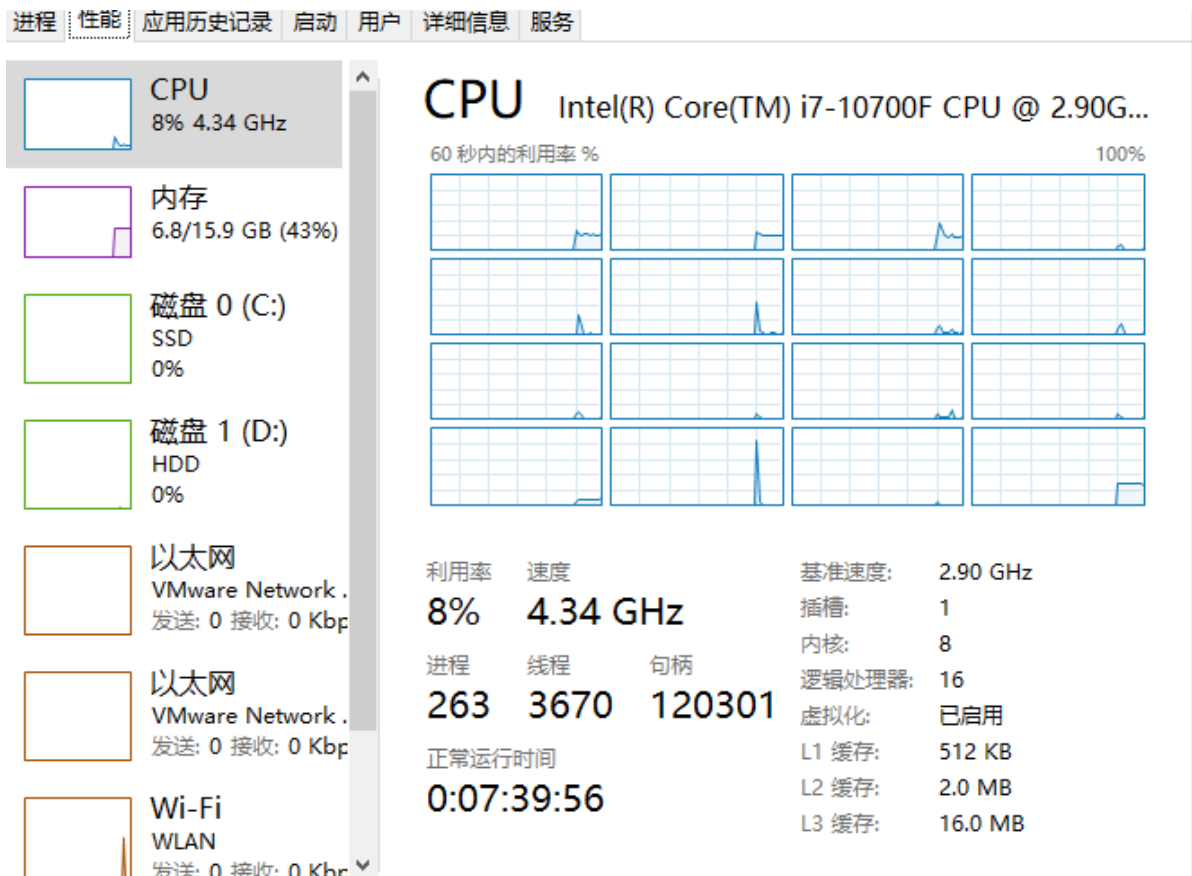 进程 性能 应用历史记录 启动 用户 详细信息 服务
CPU
8% 4.34 GHz
内存
6.8/15.9 GB (43%)
磁盘 0 (C:)
SSD
0%
磁盘 1 (D:)
HDD
0%
以太网
VMware Network .
发送: 0 接收: 0 Kbp
以太网
VMware Network .
发送: 0 接收: 0 Kbp
Wi-Fi
WLAN
发送: 0 接收: 0 Kbp
CPU Intel(R) Core(TM) i7-10700F CPU @ 2.90G...
60 秒内的利用率 % 100%
利用率 速度
8% 4.34 GHz
进程 线程 句柄
263 3670 120301
正常运行时间
0:07:39:56
基准速度: 2.90 GHz
插槽: 1
内核: 8
逻辑处理器: 16
虚拟化: 已启用
L1 缓存: 512 KB
L2 缓存: 2.0 MB
L3 缓存: 16.0 MB